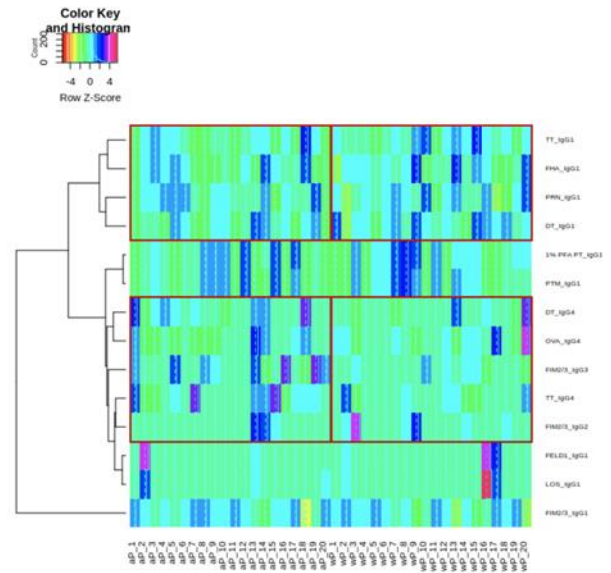 Color Key
and Histogram
Count
0 200
-4 0 4
Row Z-Score
TT_IgG1
FHA_IgG1
PRN_IgG1
DT_IgG1
1% PFA PT_IgG1
PTM_IgG1
DT_IgG4
OVA_IgG4
FIM2/3_IgG3
TT_IgG4
FIM2/3_IgG2
FELD1_IgG1
LOS_IgG1
FIM2/3_IgG1
aP_1
aP_2
aP_3
aP_4
aP_5
aP_6
aP_7
aP_8
aP_9
aP_10
aP_11
aP_12
aP_13
aP_14
aP_15
aP_16
aP_17
aP_18
aP_19
aP_20
wP_1
wP_2
wP_3
wP_4
wP_5
wP_6
wP_7
wP_8
wP_9
wP_10
wP_11
wP_12
wP_13
wP_14
wP_15
wP_16
wP_17
wP_18
wP_19
wP_20